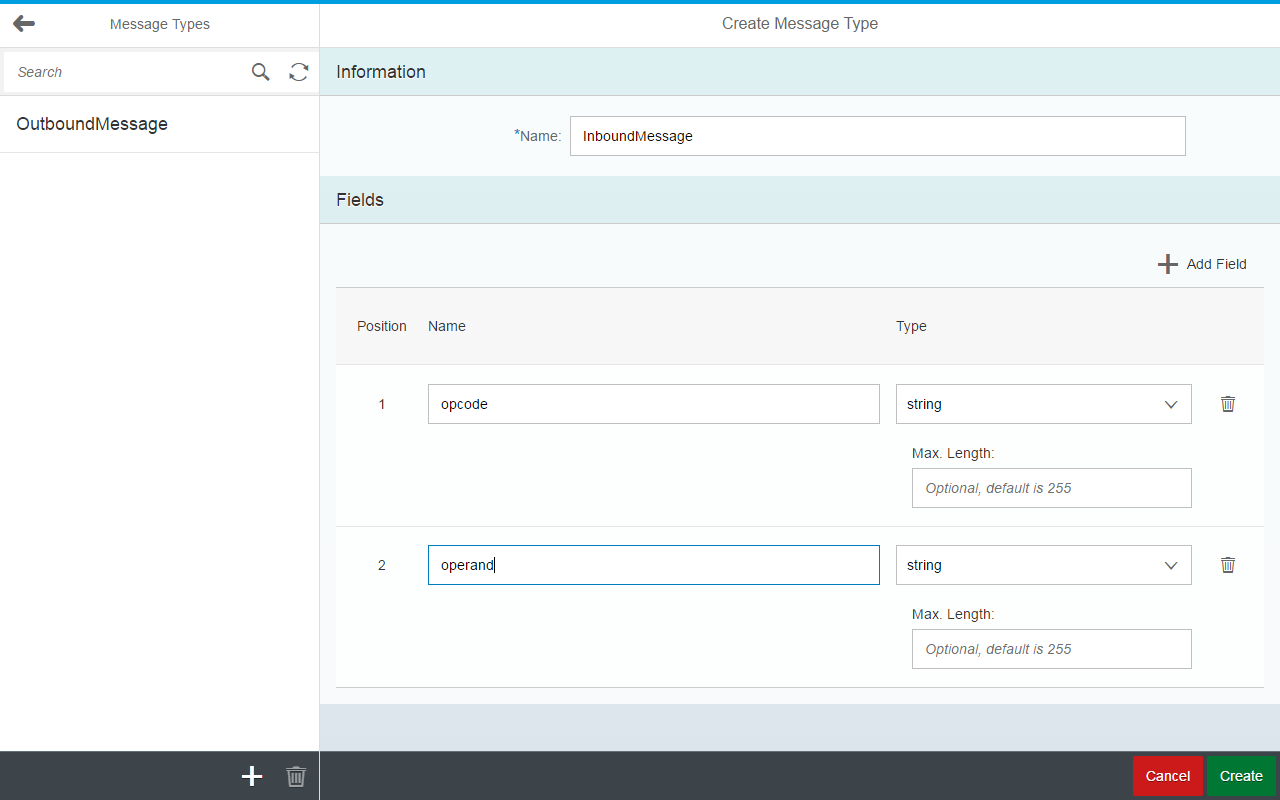 Message Types
Create Message Type
Search
OutboundMessage
Information
*Name: InboundMessage
Fields
Add Field
Position Name Type
1 opcode string
Max. Length:
Optional, default is 255
2 operand string
Max. Length:
Optional, default is 255
Cancel Create